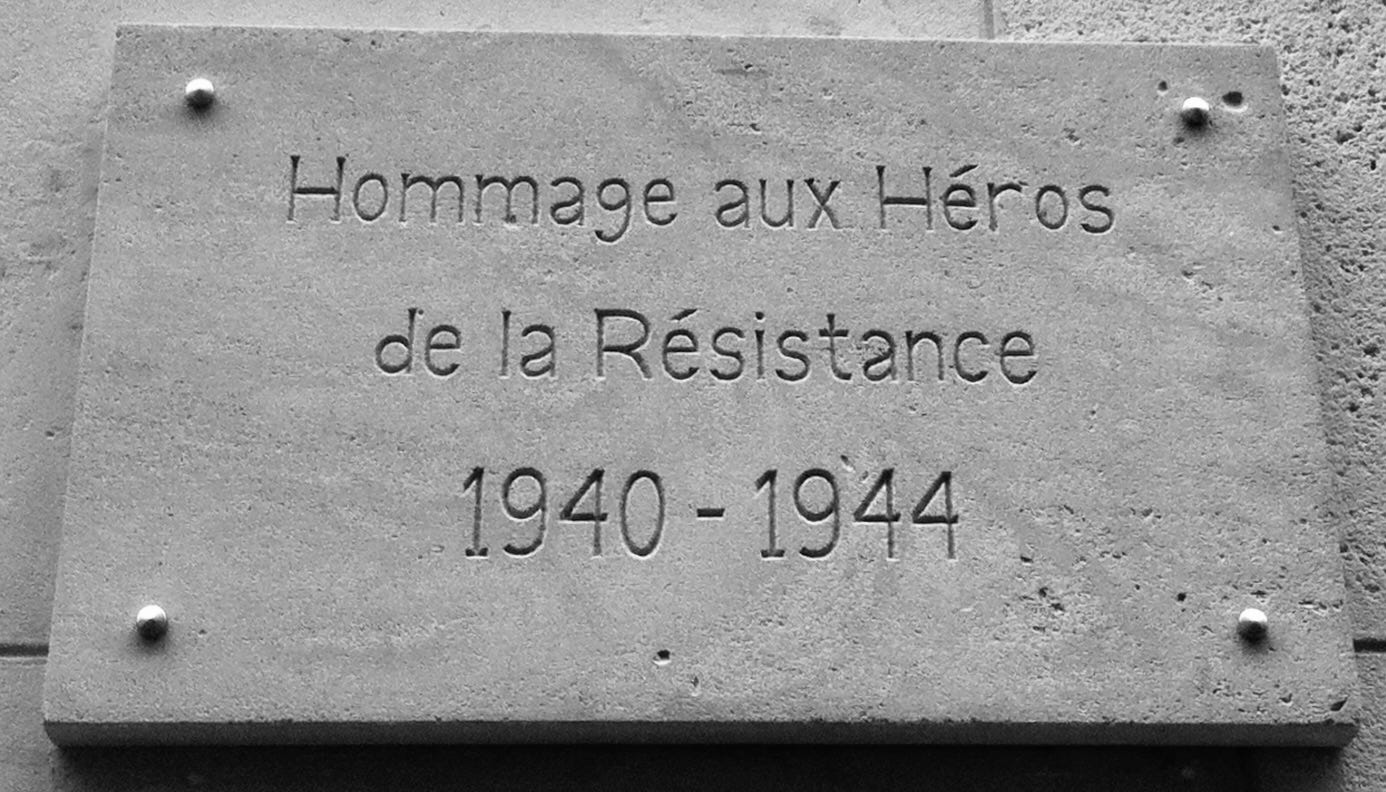 Hommage aux Héros
de la Résistance
1940 - 1944